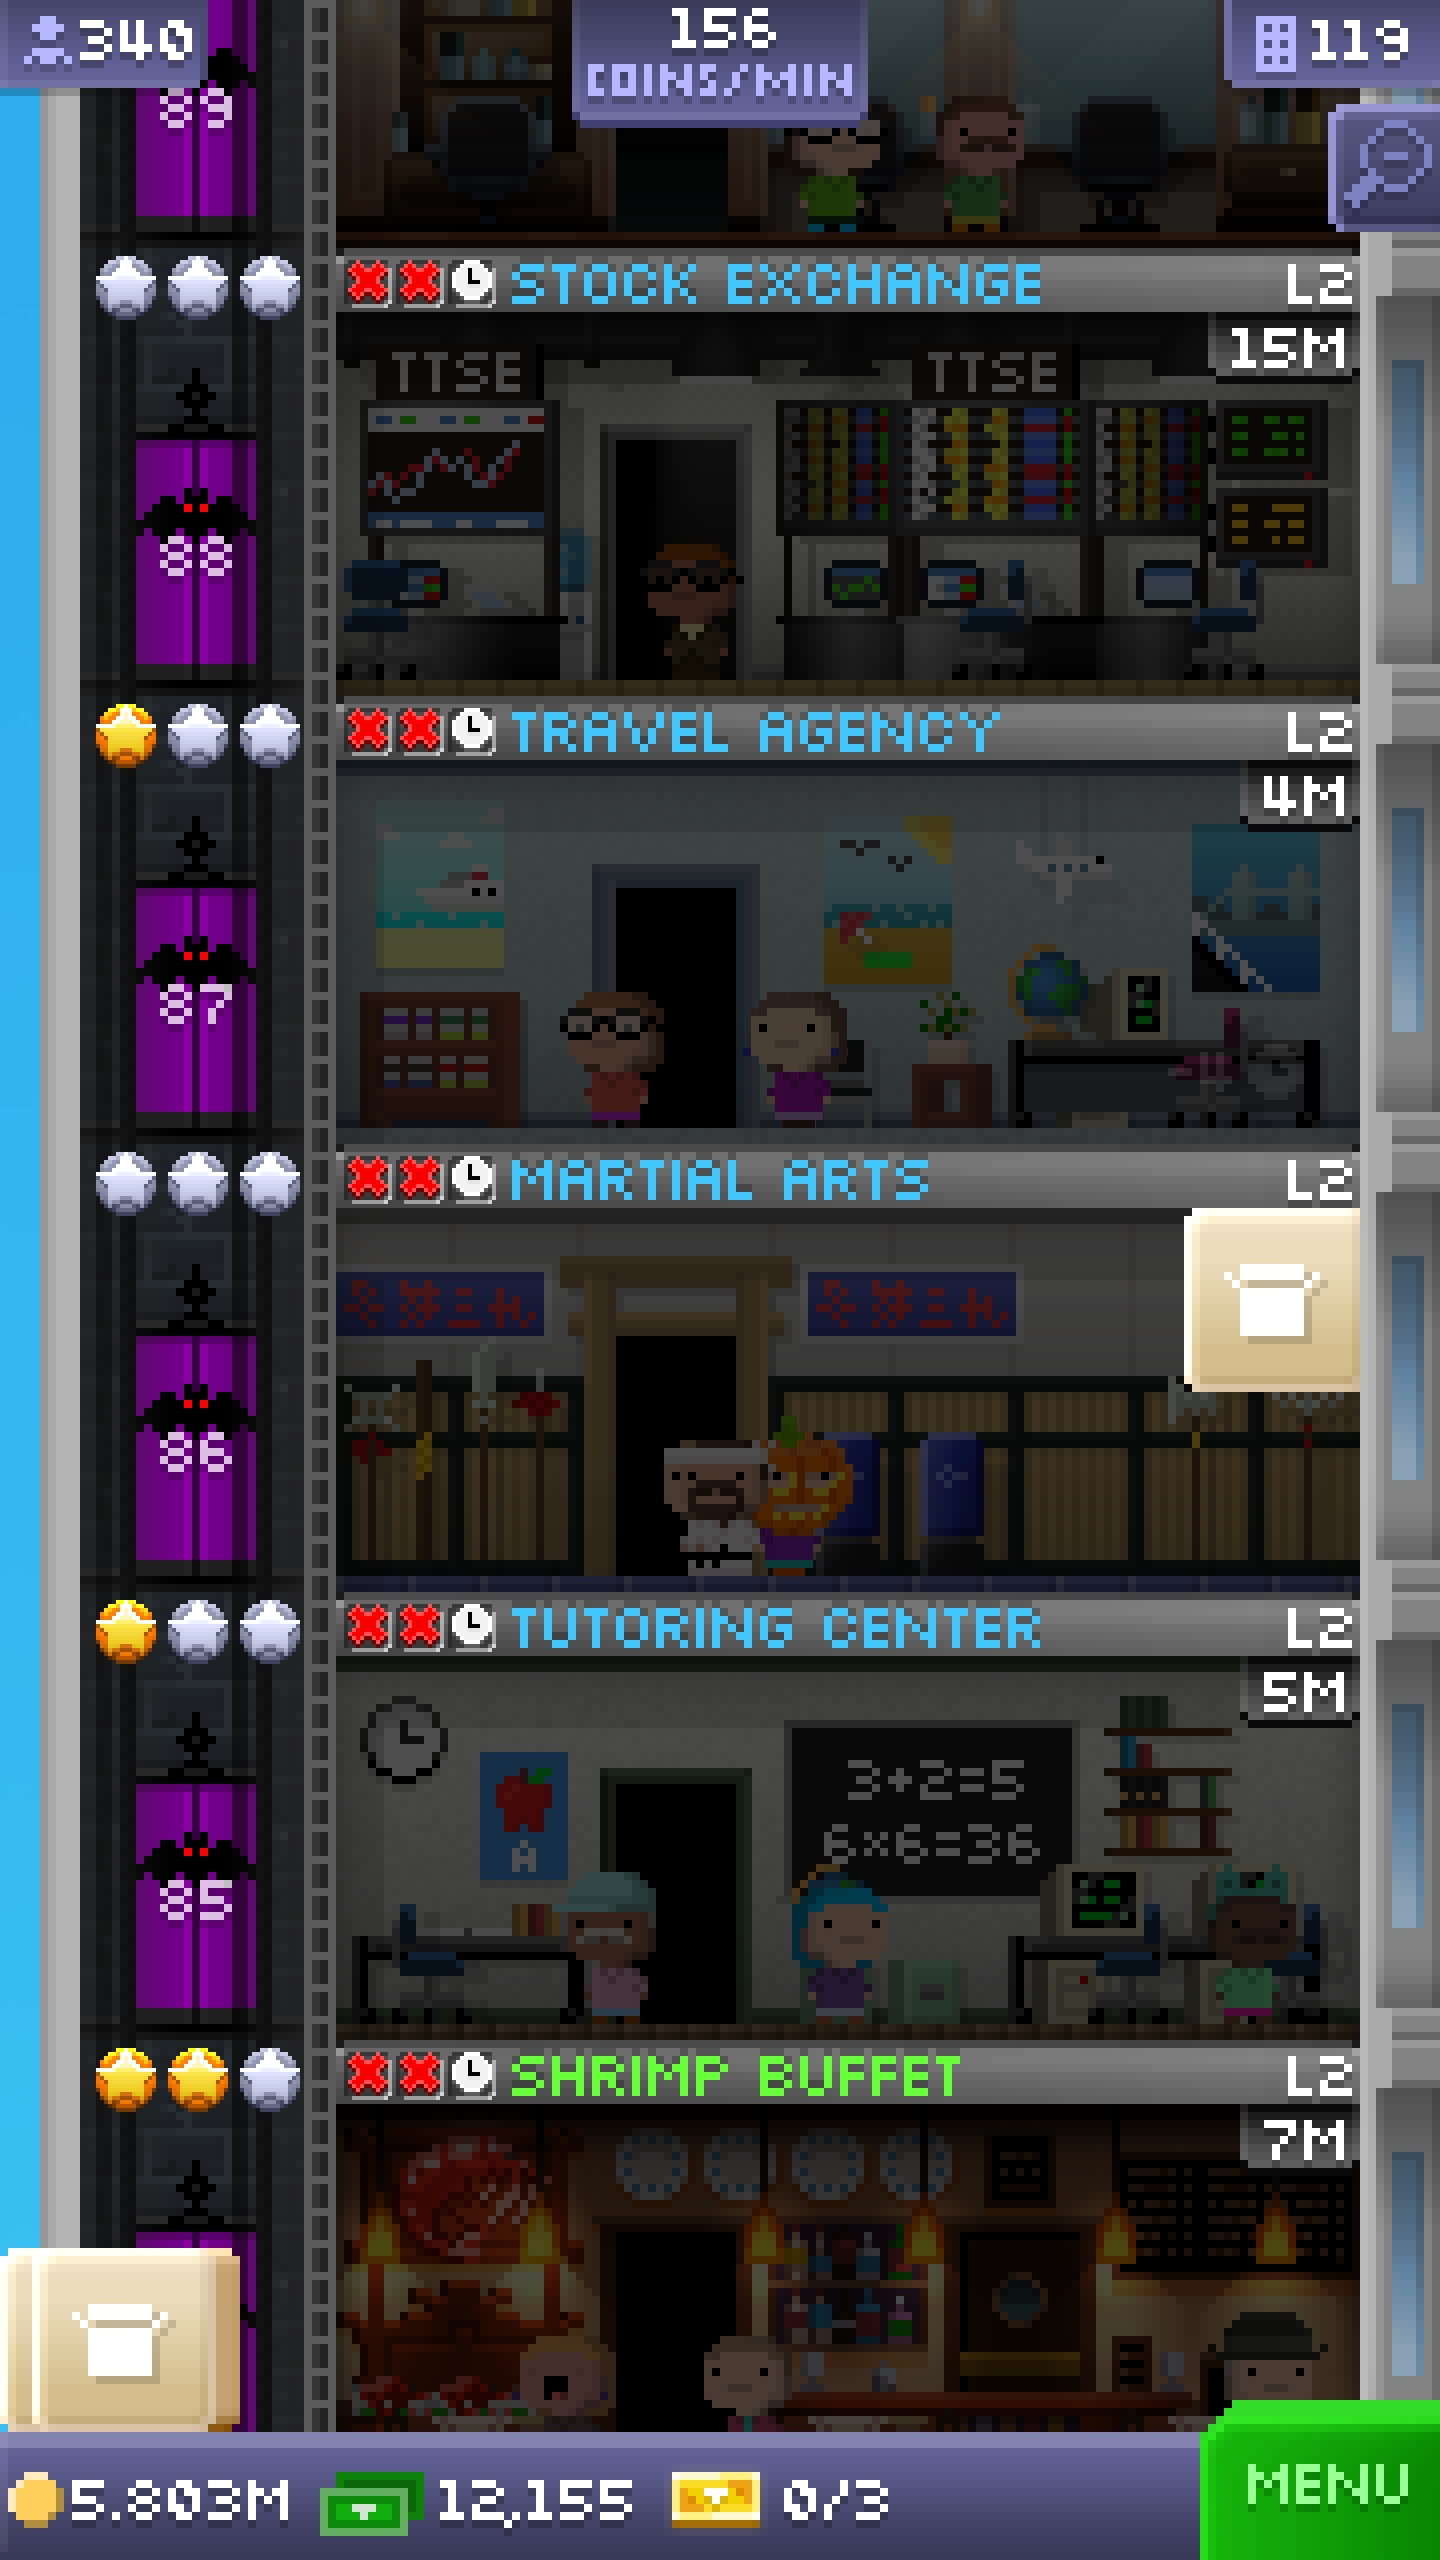 340
156
COINS/MIN
119
89
STOCK EXCHANGE L2
15M
TTSE TTSE
88
TRAVEL AGENCY L2
4M
87
MARTIAL ARTS L2
86
TUTORING CENTER L2
5M
3+2=5
6×6=36
A
85
SHRIMP BUFFET L2
7M
5.803M 12,155 0/3
MENU